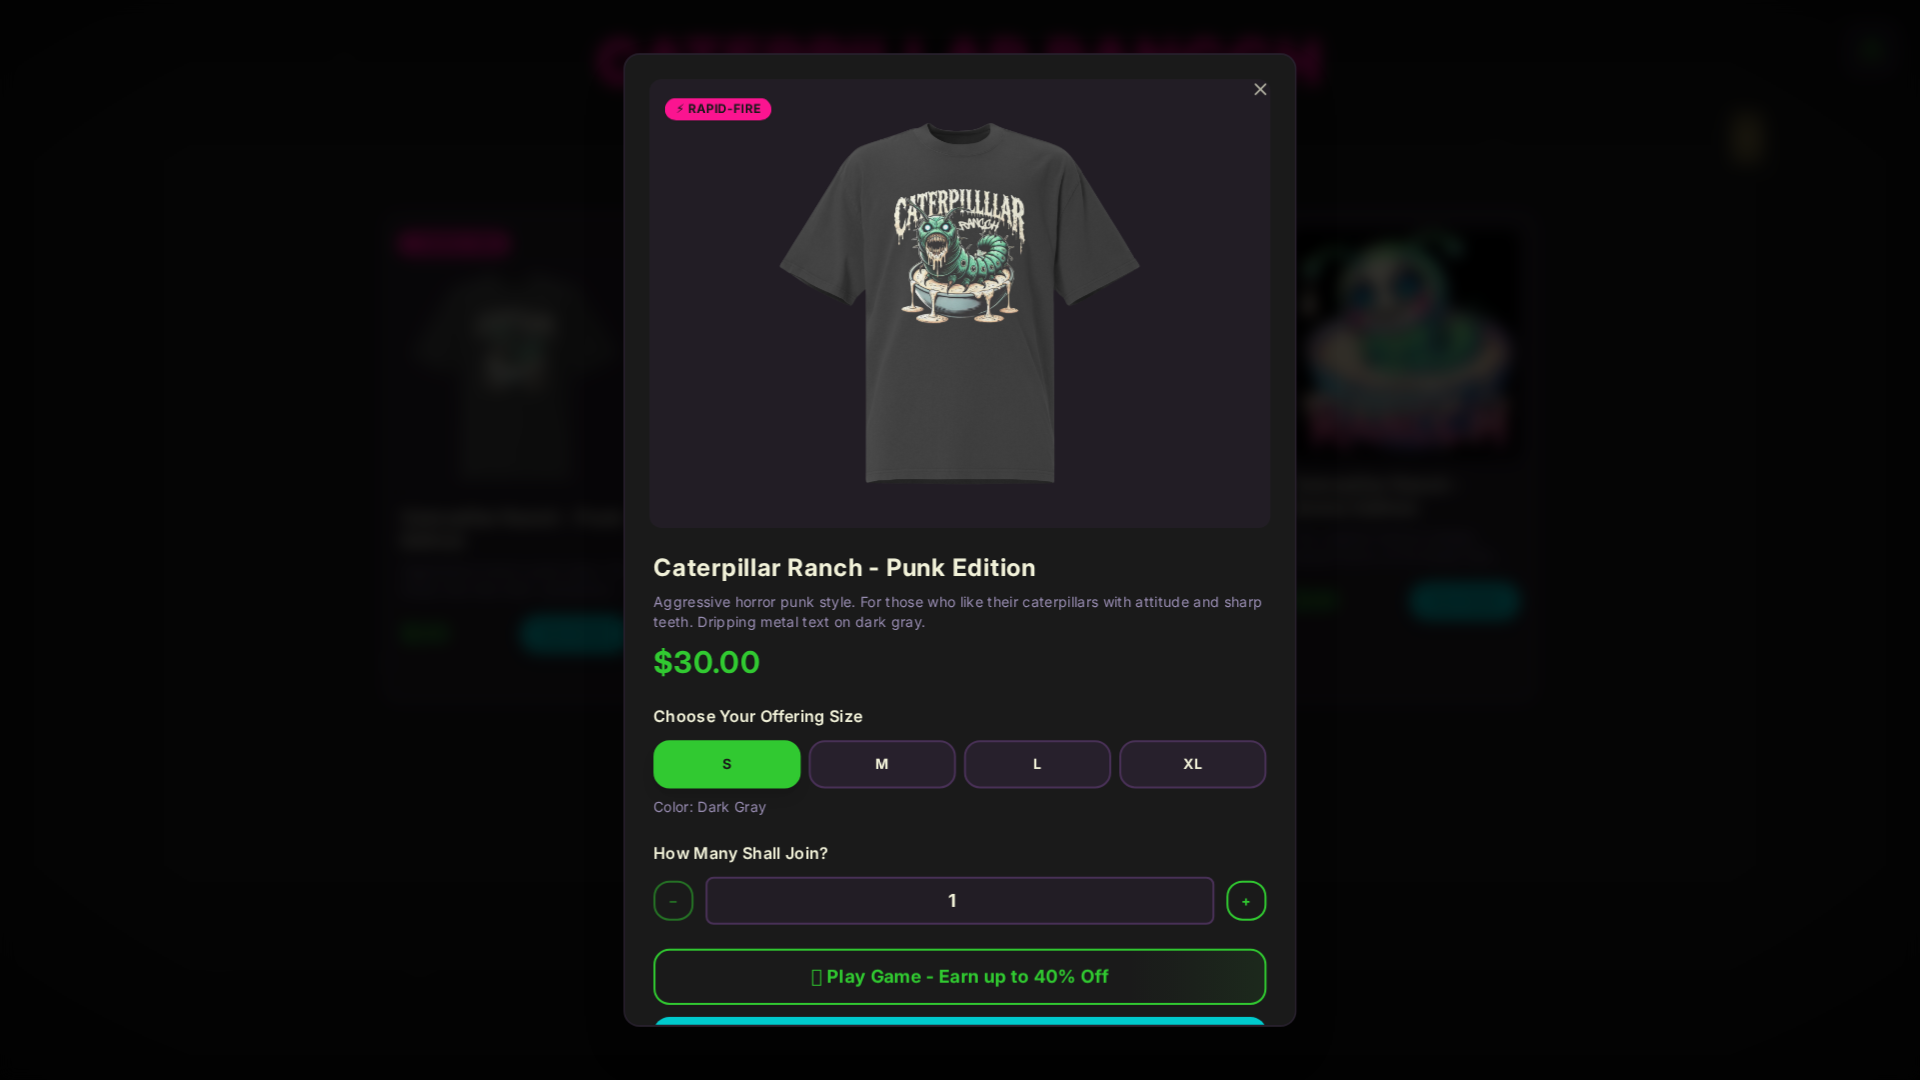 ⚡ RAPID-FIRE
CATERPILLLLAR
RANCCH
Caterpillar Ranch - Punk Edition
Aggressive horror punk style. For those who like their caterpillars with attitude and sharp
teeth. Dripping metal text on dark gray.
$30.00
Choose Your Offering Size
S
M
L
XL
Color: Dark Gray
How Many Shall Join?
−
1
+
Play Game - Earn up to 40% Off